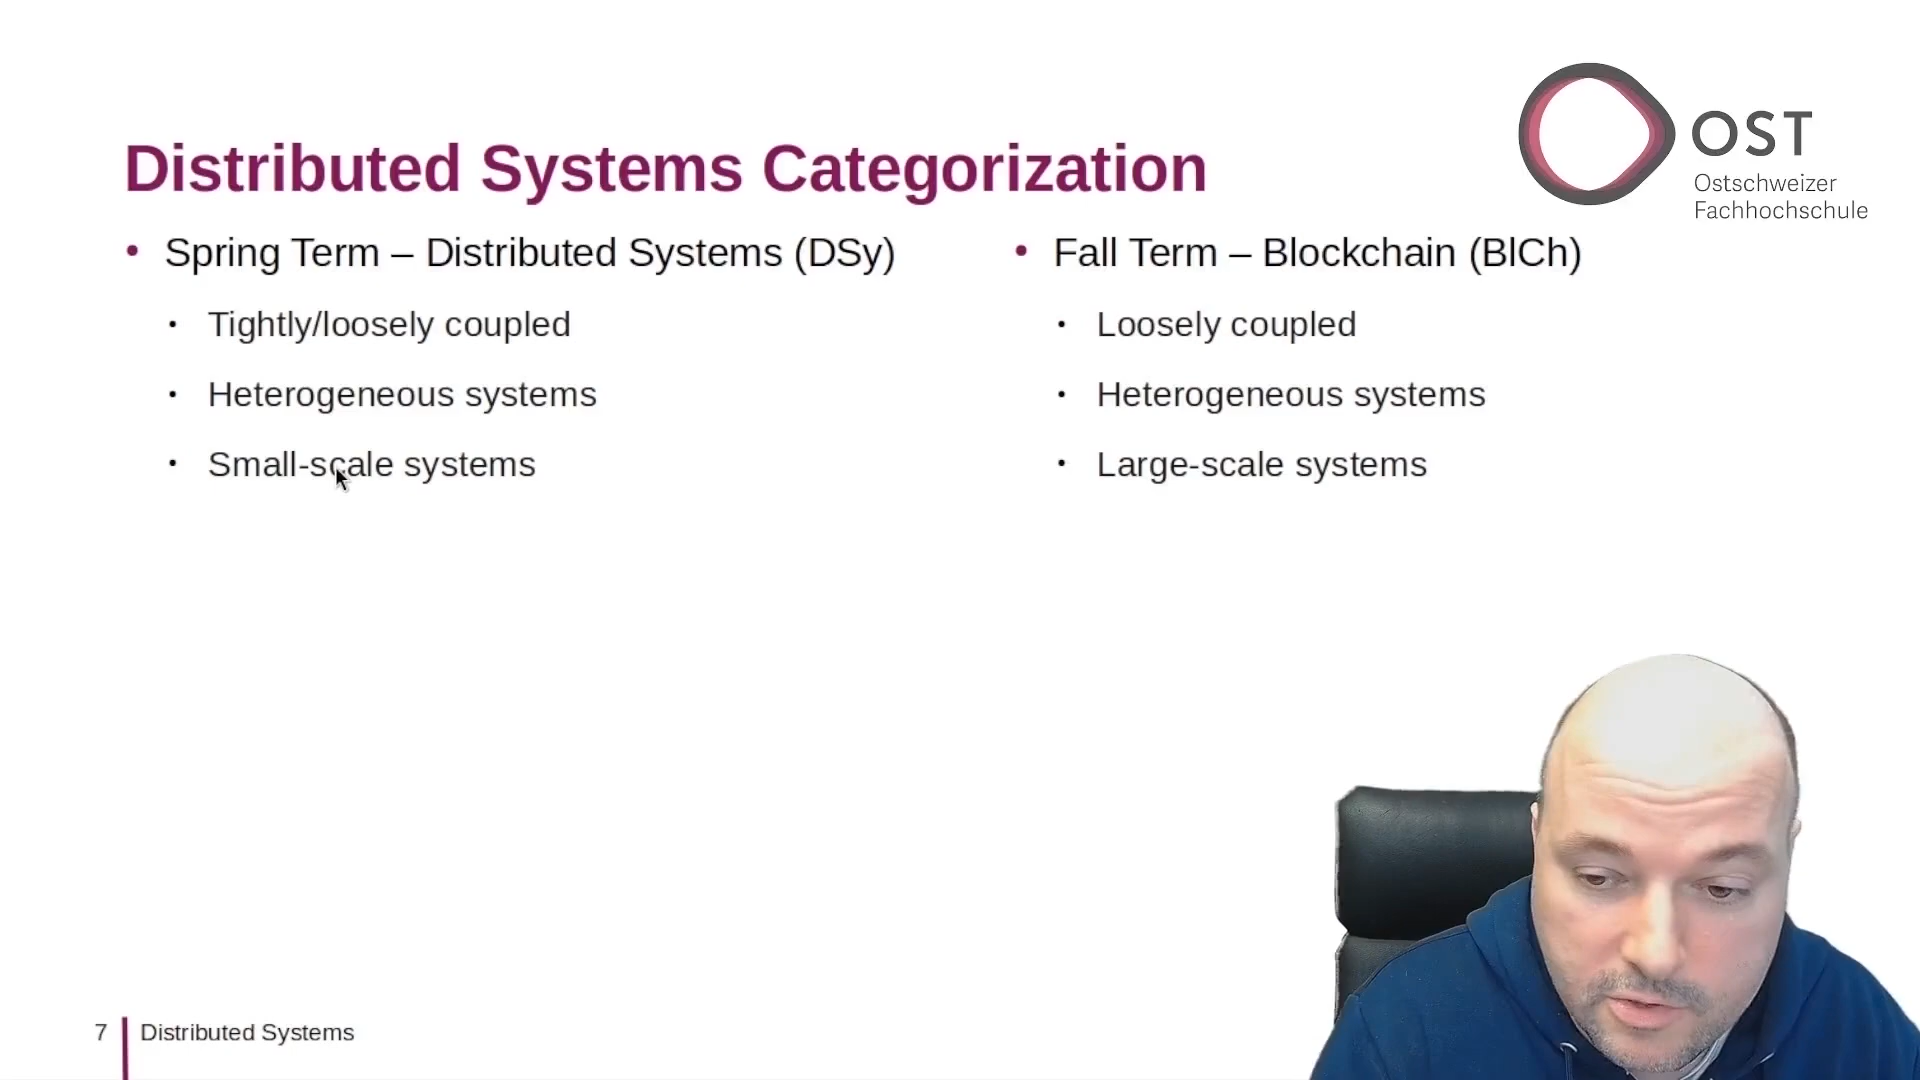 OST
Ostschweizer
Fachhochschule
Distributed Systems Categorization
• Spring Term – Distributed Systems (DSy)
• Tightly/loosely coupled
• Heterogeneous systems
• Small-scale systems
• Fall Term – Blockchain (BlCh)
• Loosely coupled
• Heterogeneous systems
• Large-scale systems
7 Distributed Systems